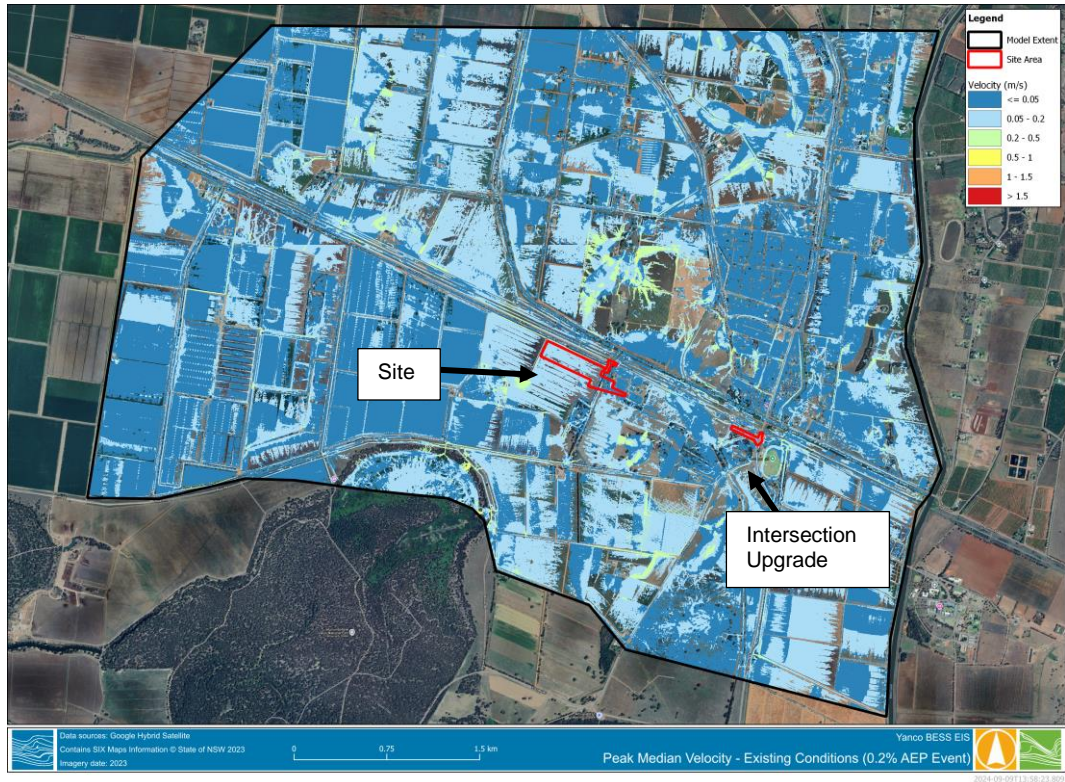 Legend
Model Extent
Site Area
Velocity (m/s)
<= 0.05
0.05 - 0.2
0.2 - 0.5
0.5 - 1
1 - 1.5
> 1.5
Site
Intersection
Upgrade
Data sources: Google Hybrid Satellite
Contains SIX Maps Information © State of NSW 2023
Imagery date: 2023
0 0.75 1.5 km
Yanco BESS EIS
Peak Median Velocity - Existing Conditions (0.2% AEP Event)
2024-09-09T13:58:23.809